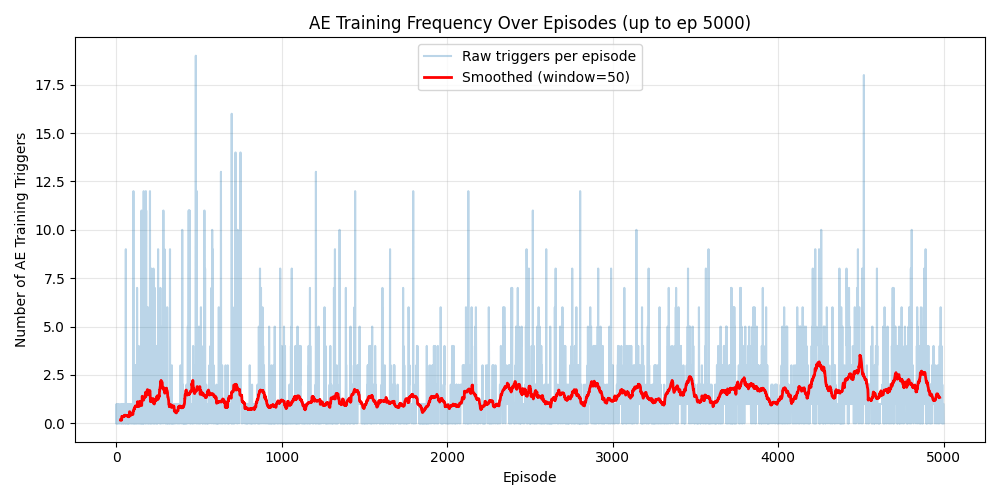 AE Training Frequency Over Episodes (up to ep 5000)
Raw triggers per episode
Smoothed (window=50)
Number of AE Training Triggers
17.5
15.0
12.5
10.0
7.5
5.0
2.5
0.0
0 1000 2000 3000 4000 5000
Episode